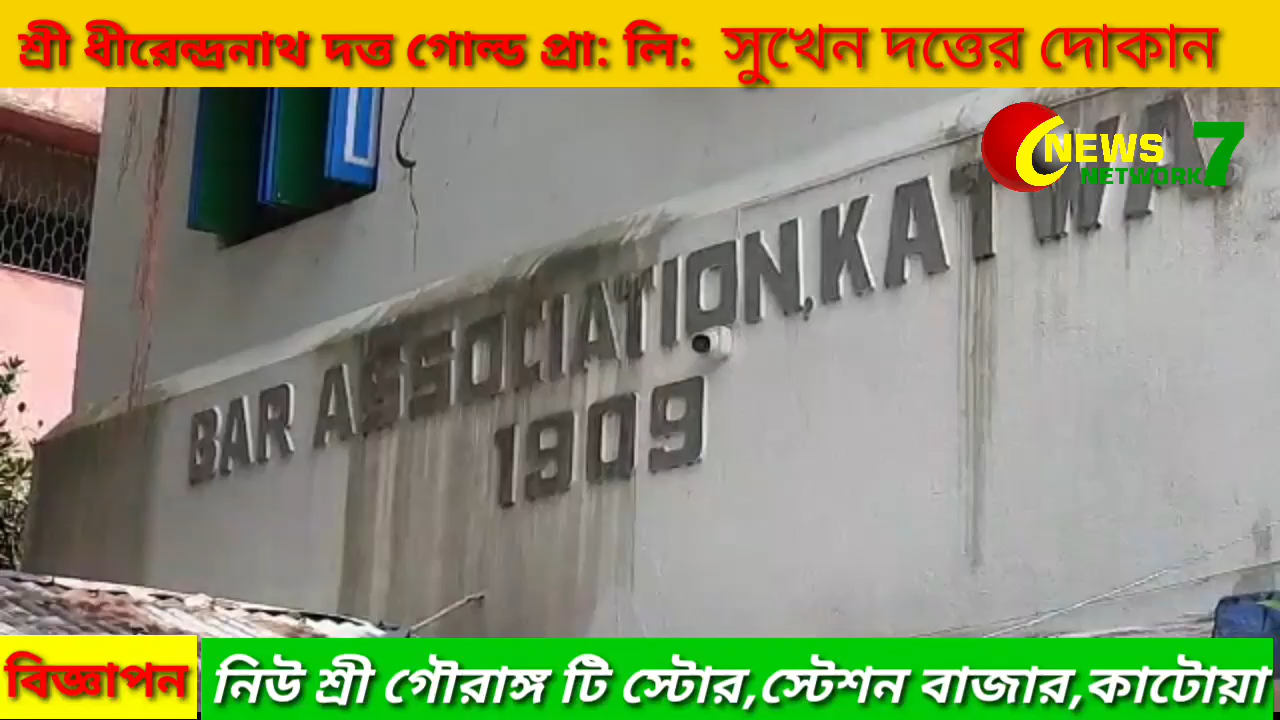 শ্রী ধীরেন্দ্রনাথ দত্ত গোল্ড প্রা: লি: সুখেন দত্তের দোকান
NEWS 7
NETWORK
BAR ASSOCIATION, KATWA
1909
বিজ্ঞাপন নিউ শ্রী গৌরাঙ্গ টি স্টোর,স্টেশন বাজার,কাটোয়া